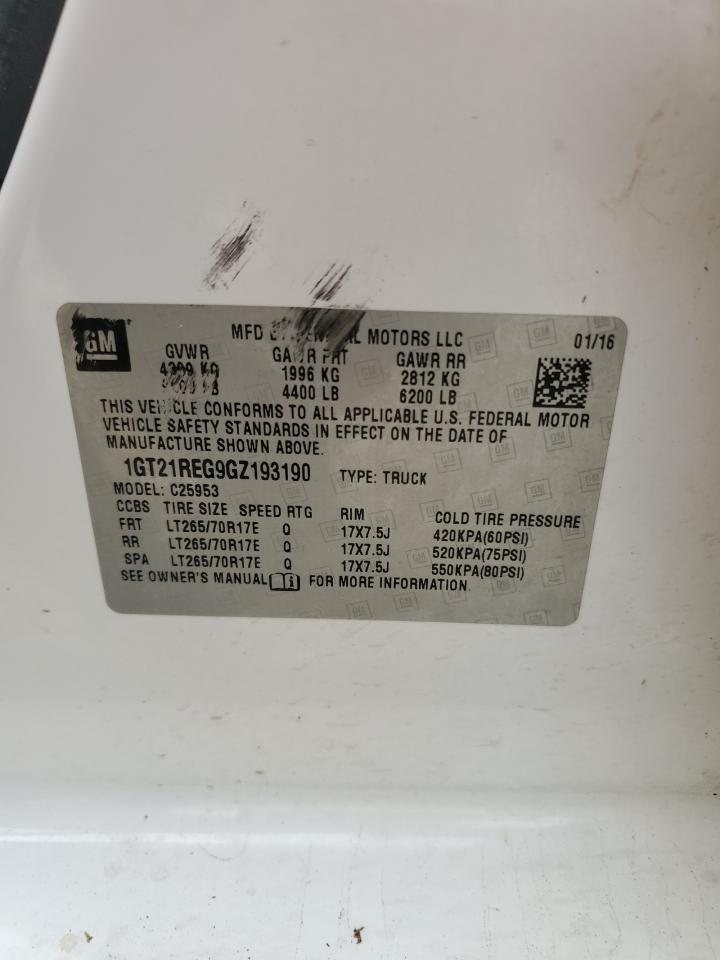 GM
MFD LLC MOTORS
01/16
GVWR GAWR FRT GAWR RR
KG 1996 KG 2812 KG
LB 4400 LB 6200 LB
THIS VEHICLE CONFORMS TO ALL APPLICABLE U.S. FEDERAL MOTOR
VEHICLE SAFETY STANDARDS IN EFFECT ON THE DATE OF
MANUFACTURE SHOWN ABOVE.
1GT21REG9GZ193190 TYPE: TRUCK
MODEL: C25953
CCBS TIRE SIZE SPEED RTG RIM COLD TIRE PRESSURE
FRT LT265/70R17E Q 17X7.5J 420KPA(60PSI)
RR LT265/70R17E Q 17X7.5J 520KPA(75PSI)
SPA LT265/70R17E Q 17X7.5J 550KPA(80PSI)
SEE OWNER'S MANUAL FOR MORE INFORMATION.